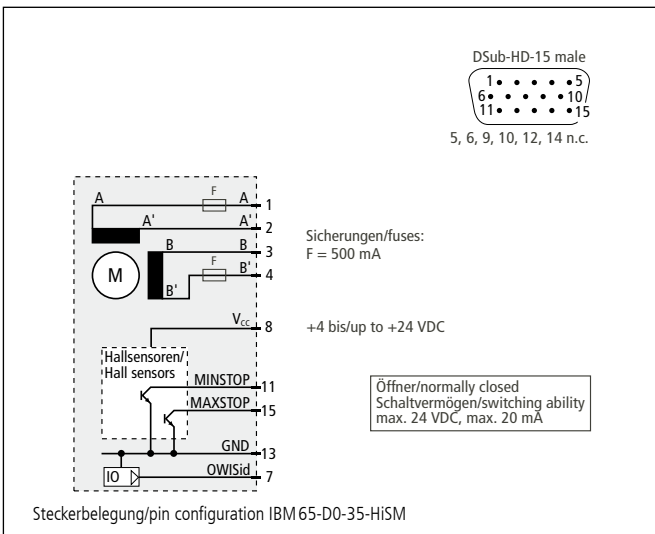 DSub-HD-15 male
1 5
6 10
11 15
5, 6, 9, 10, 12, 14 n.c.
A F A 1
A' A' 2
B B 3
F B' 4
B'
M
Sicherungen/fuses:
F = 500 mA
Vcc 8
+4 bis/up to +24 VDC
Hallsensoren/
Hall sensors
MINSTOP 11
MAXSTOP 15
Öffner/normally closed
Schaltvermögen/switching ability
max. 24 VDC, max. 20 mA
GND 13
IO OWISid 7
Steckerbelegung/pin configuration IBM65-D0-35-HiSM